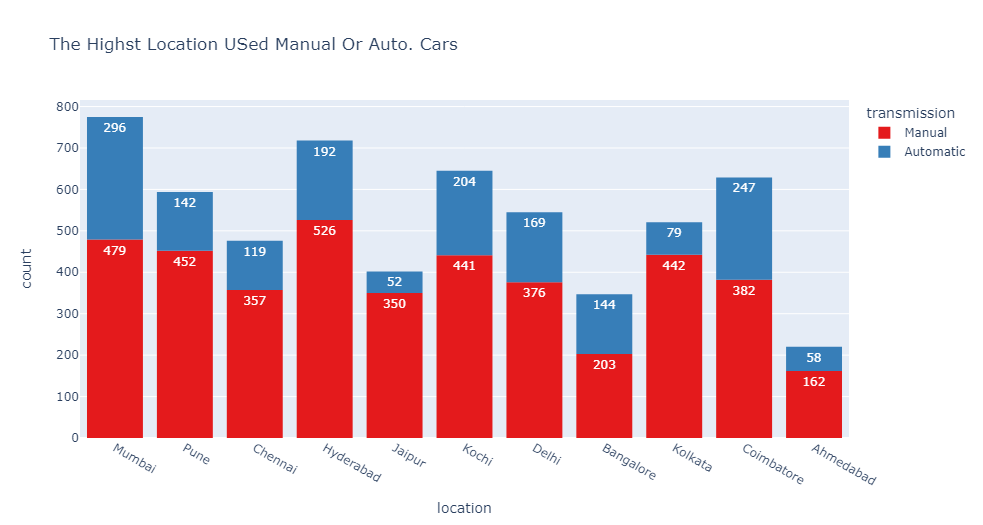 The Highst Location USed Manual Or Auto. Cars
transmission
Manual
Automatic
count
800
700
600
500
400
300
200
100
0
296
479
142
452
119
357
192
526
52
350
204
441
169
376
144
203
79
442
247
382
58
162
Mumbai
Pune
Chennai
Hyderabad
Jaipur
Kochi
Delhi
Bangalore
Kolkata
Coimbatore
Ahmedabad
location